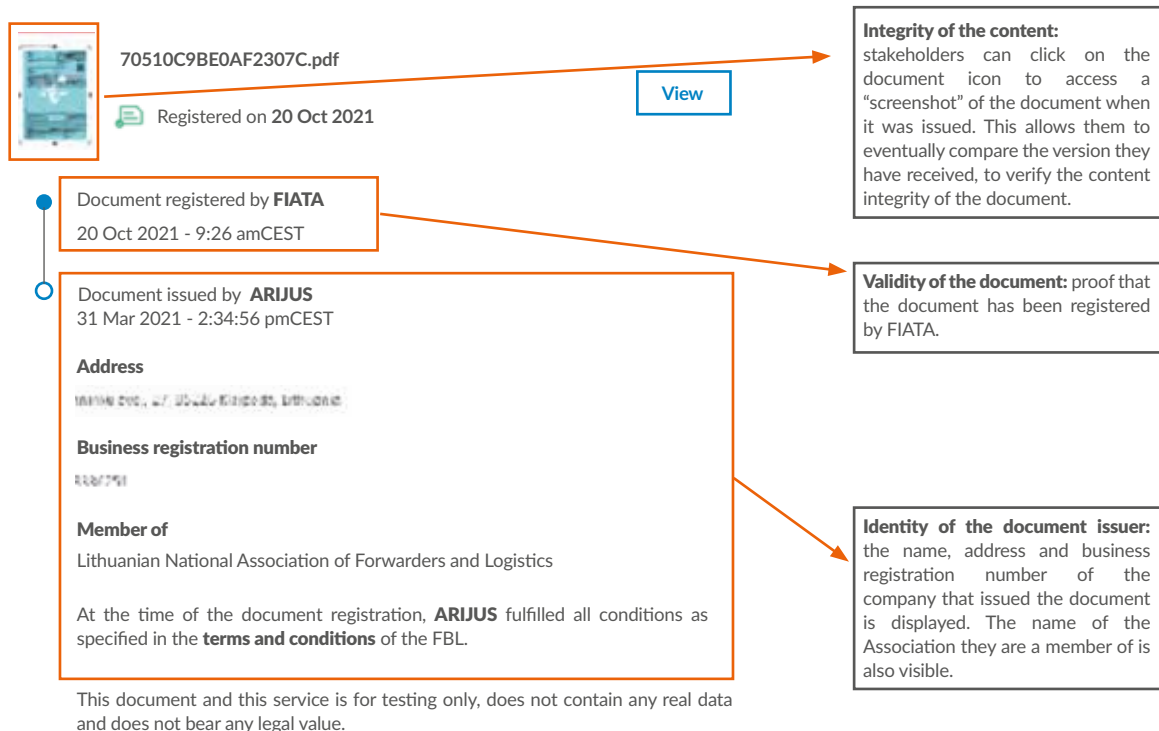 70510C9BE0AF2307C.pdf
Registered on 20 Oct 2021
View
Document registered by FIATA
20 Oct 2021 - 9:26 amCEST
Document issued by ARIJUS
31 Mar 2021 - 2:34:56 pmCEST
Address
Business registration number
Member of
Lithuanian National Association of Forwarders and Logistics
At the time of the document registration, ARIJUS fulfilled all conditions as
specified in the terms and conditions of the FBL.
This document and this service is for testing only, does not contain any real data
and does not bear any legal value.
Integrity of the content:
stakeholders can click on the
document icon to access a
“screenshot” of the document when
it was issued. This allows them to
eventually compare the version they
have received, to verify the content
integrity of the document.
Validity of the document: proof that
the document has been registered
by FIATA.
Identity of the document issuer:
the name, address and business
registration number of the
company that issued the document
is displayed. The name of the
Association they are a member of is
also visible.